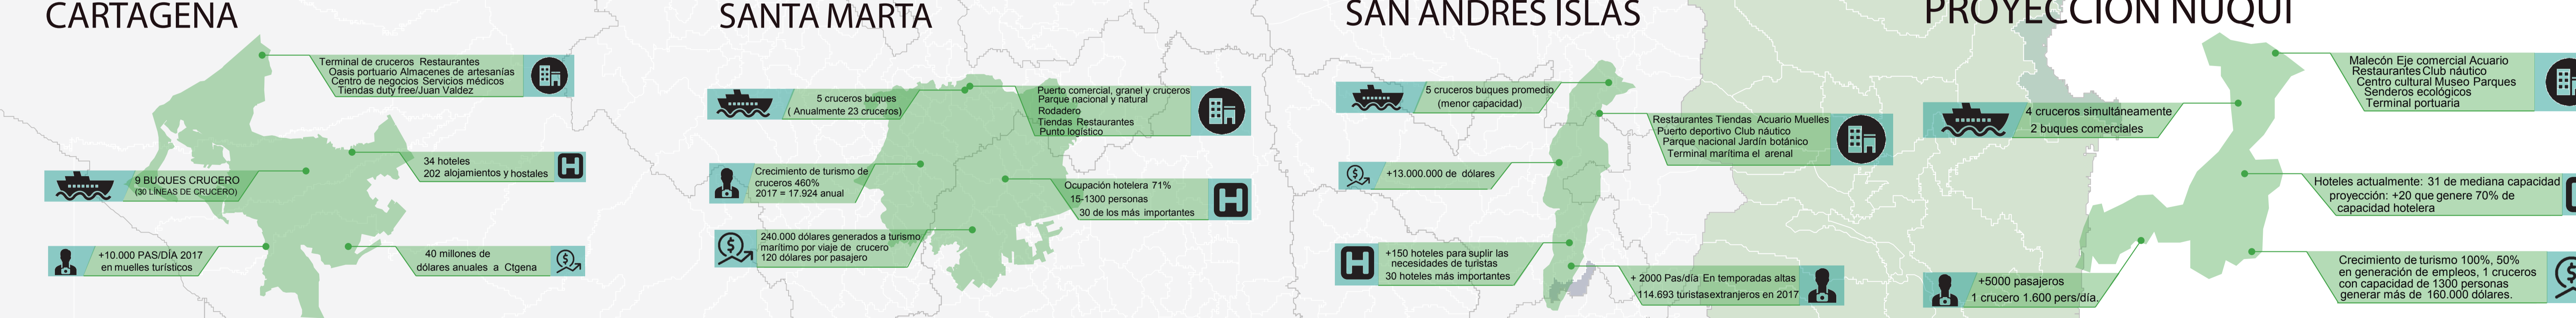 CARTAGENA
Terminal de cruceros Restaurantes
Oasis portuario Almacenes de artesanías
Centro de negocios Servicios médicos
Tiendas duty free/Juan Valdez
34 hoteles
202 alojamientos y hostales
9 BUQUES CRUCERO
(30 LÍNEAS DE CRUCERO)
+10.000 PAS/DÍA 2017
en muelles turísticos
40 millones de
dólares anuales a Ctgena
SANTA MARTA
5 cruceros buques
( Anualmente 23 cruceros)
Puerto comercial, granel y cruceros
Parque nacional y natural
Rodadero
Tiendas Restaurantes
Punto logístico
Crecimiento de turismo de
cruceros 460%
2017 = 17.924 anual
Ocupación hotelera 71%
15-1300 personas
30 de los más importantes
240.000 dólares generados a turismo
marítimo por viaje de crucero
120 dólares por pasajero
SAN ANDRES ISLAS
5 cruceros buques promedio
(menor capacidad)
Restaurantes Tiendas Acuario Muelles
Puerto deportivo Club náutico
Parque nacional Jardín botánico
Terminal marítima el arenal
+13.000.000 de dólares
+150 hoteles para suplir las
necesidades de turistas
30 hoteles más importantes
+ 2000 Pas/día En temporadas altas
114.693 turistas extranjeros en 2017
PROYECCIÓN NUQUÍ
Malecón Eje comercial Acuario
Restaurantes Club náutico
Centro cultural Museo Parques
Senderos ecológicos
Terminal portuaria
4 cruceros simultáneamente
2 buques comerciales
Hoteles actualmente: 31 de mediana capacidad
proyección: +20 que genere 70% de
capacidad hotelera
+5000 pasajeros
1 crucero 1.600 pers/día.
Crecimiento de turismo 100%, 50%
en generación de empleos, 1 cruceros
con capacidad de 1300 personas
generar más de 160.000 dólares.